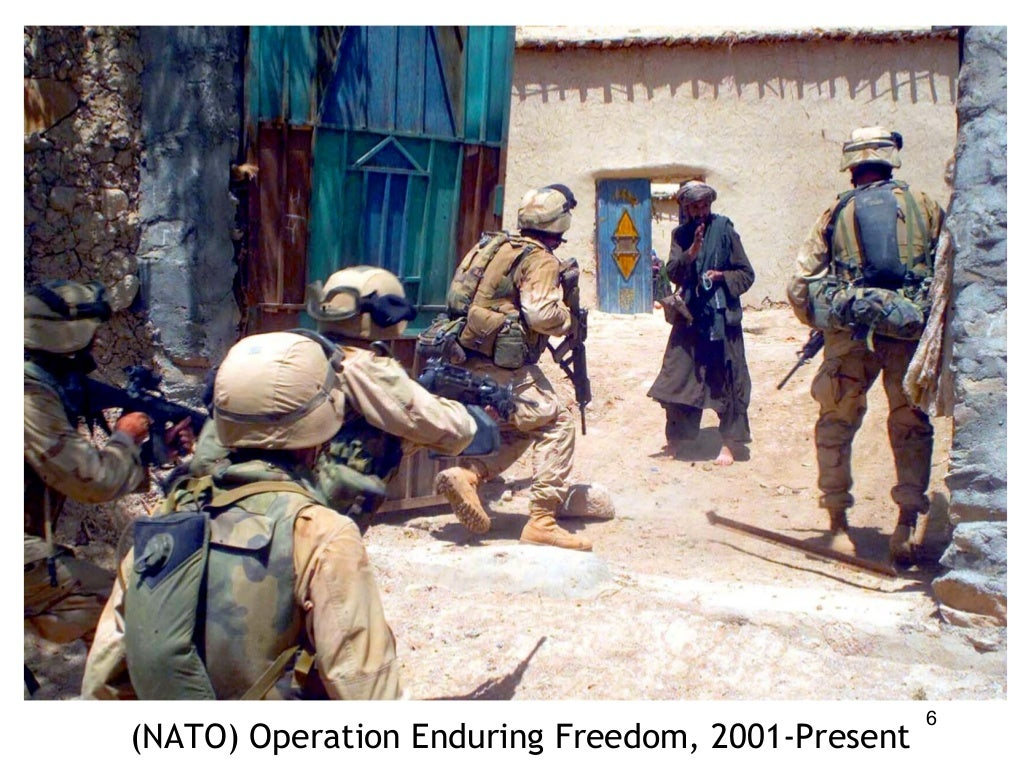 6
(NATO) Operation Enduring Freedom, 2001-Present